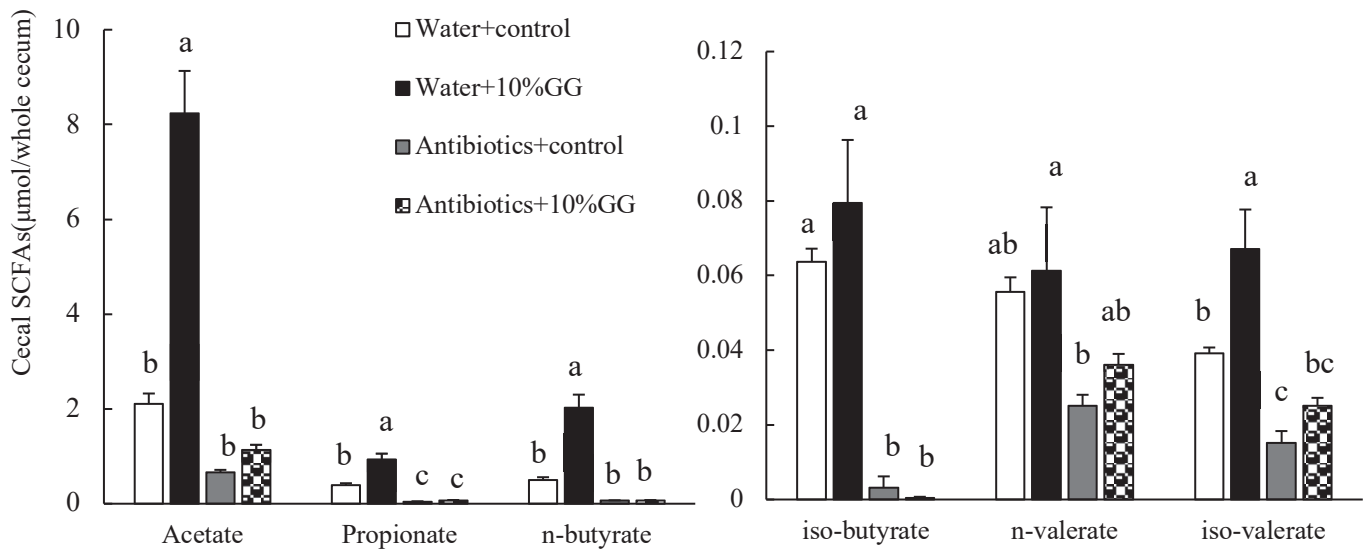 Cecal SCFAs(μmol/whole cecum)
10
8
6
4
2
0
Water+control
Water+10%GG
Antibiotics+control
Antibiotics+10%GG
b
a
b
b
b
a
c
c
b
a
b
b
Acetate
Propionate
n-butyrate
0.12
0.1
0.08
0.06
0.04
0.02
0
a
a
b
b
ab
a
b
ab
b
a
c
bc
iso-butyrate
n-valerate
iso-valerate